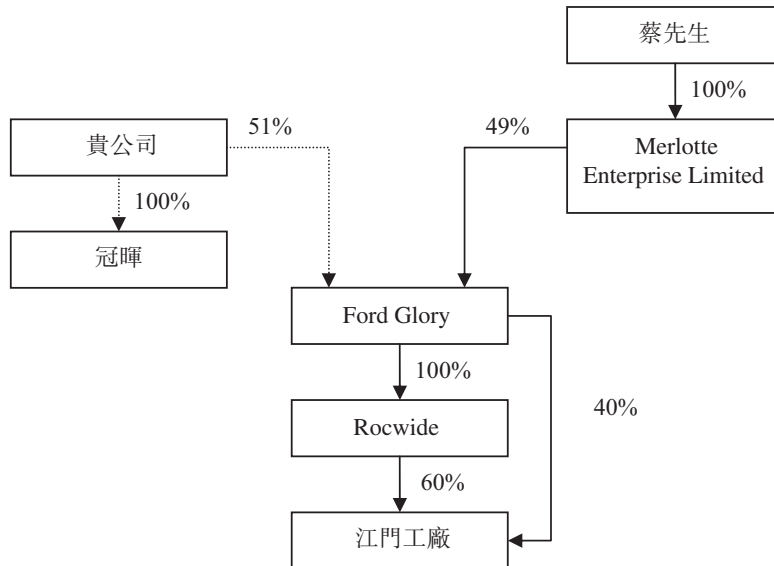 蔡先生
100%
51%
49%
貴公司
Merlotte
Enterprise Limited
100%
冠暉
Ford Glory
100%
40%
Rocwide
60%
江門工廠